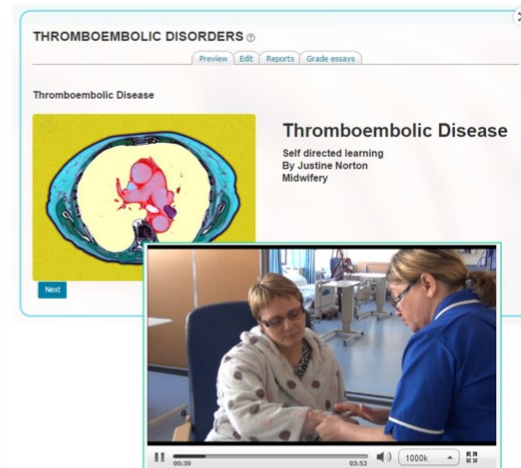 THROMBOEMBOLIC DISORDERS
Preview Edit Reports Grade essays
Thromboembolic Disease
Thromboembolic Disease
Self directed learning
By Justine Norton
Midwifery
Next
00:39 03:52 1000k